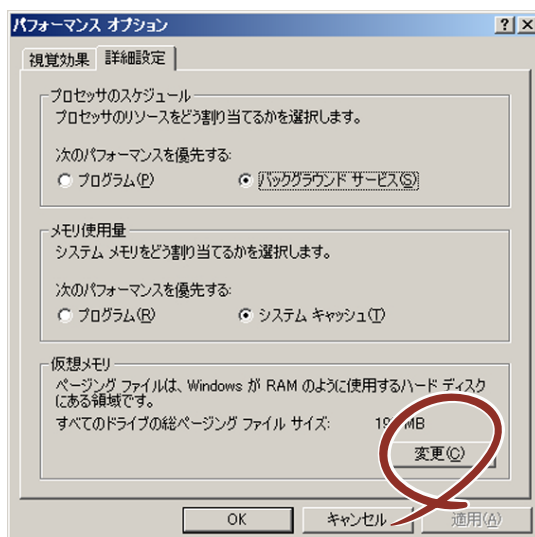 パフォーマンス オプション
視覚効果 詳細設定
プロセッサのスケジュール
プロセッサのリソースをどう割り当てるかを選択します。
次のパフォーマンスを優先する:
プログラム(P) バックグラウンド サービス(S)
メモリ使用量
システム メモリをどう割り当てるかを選択します。
次のパフォーマンスを優先する:
プログラム(R) システム キャッシュ(T)
仮想メモリ
ページング ファイルは、Windows が RAM のように使用するハード ディスク
にある領域です。
すべてのドライブの総ページング ファイル サイズ: MB
変更(C)
OK キャンセル 適用(A)